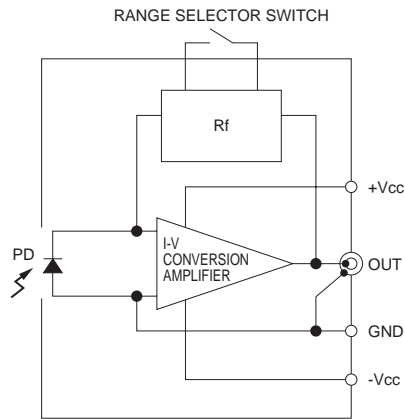 RANGE SELECTOR SWITCH
Rf
+Vcc
I-V
CONVERSION
AMPLIFIER
PD
OUT
GND
-Vcc